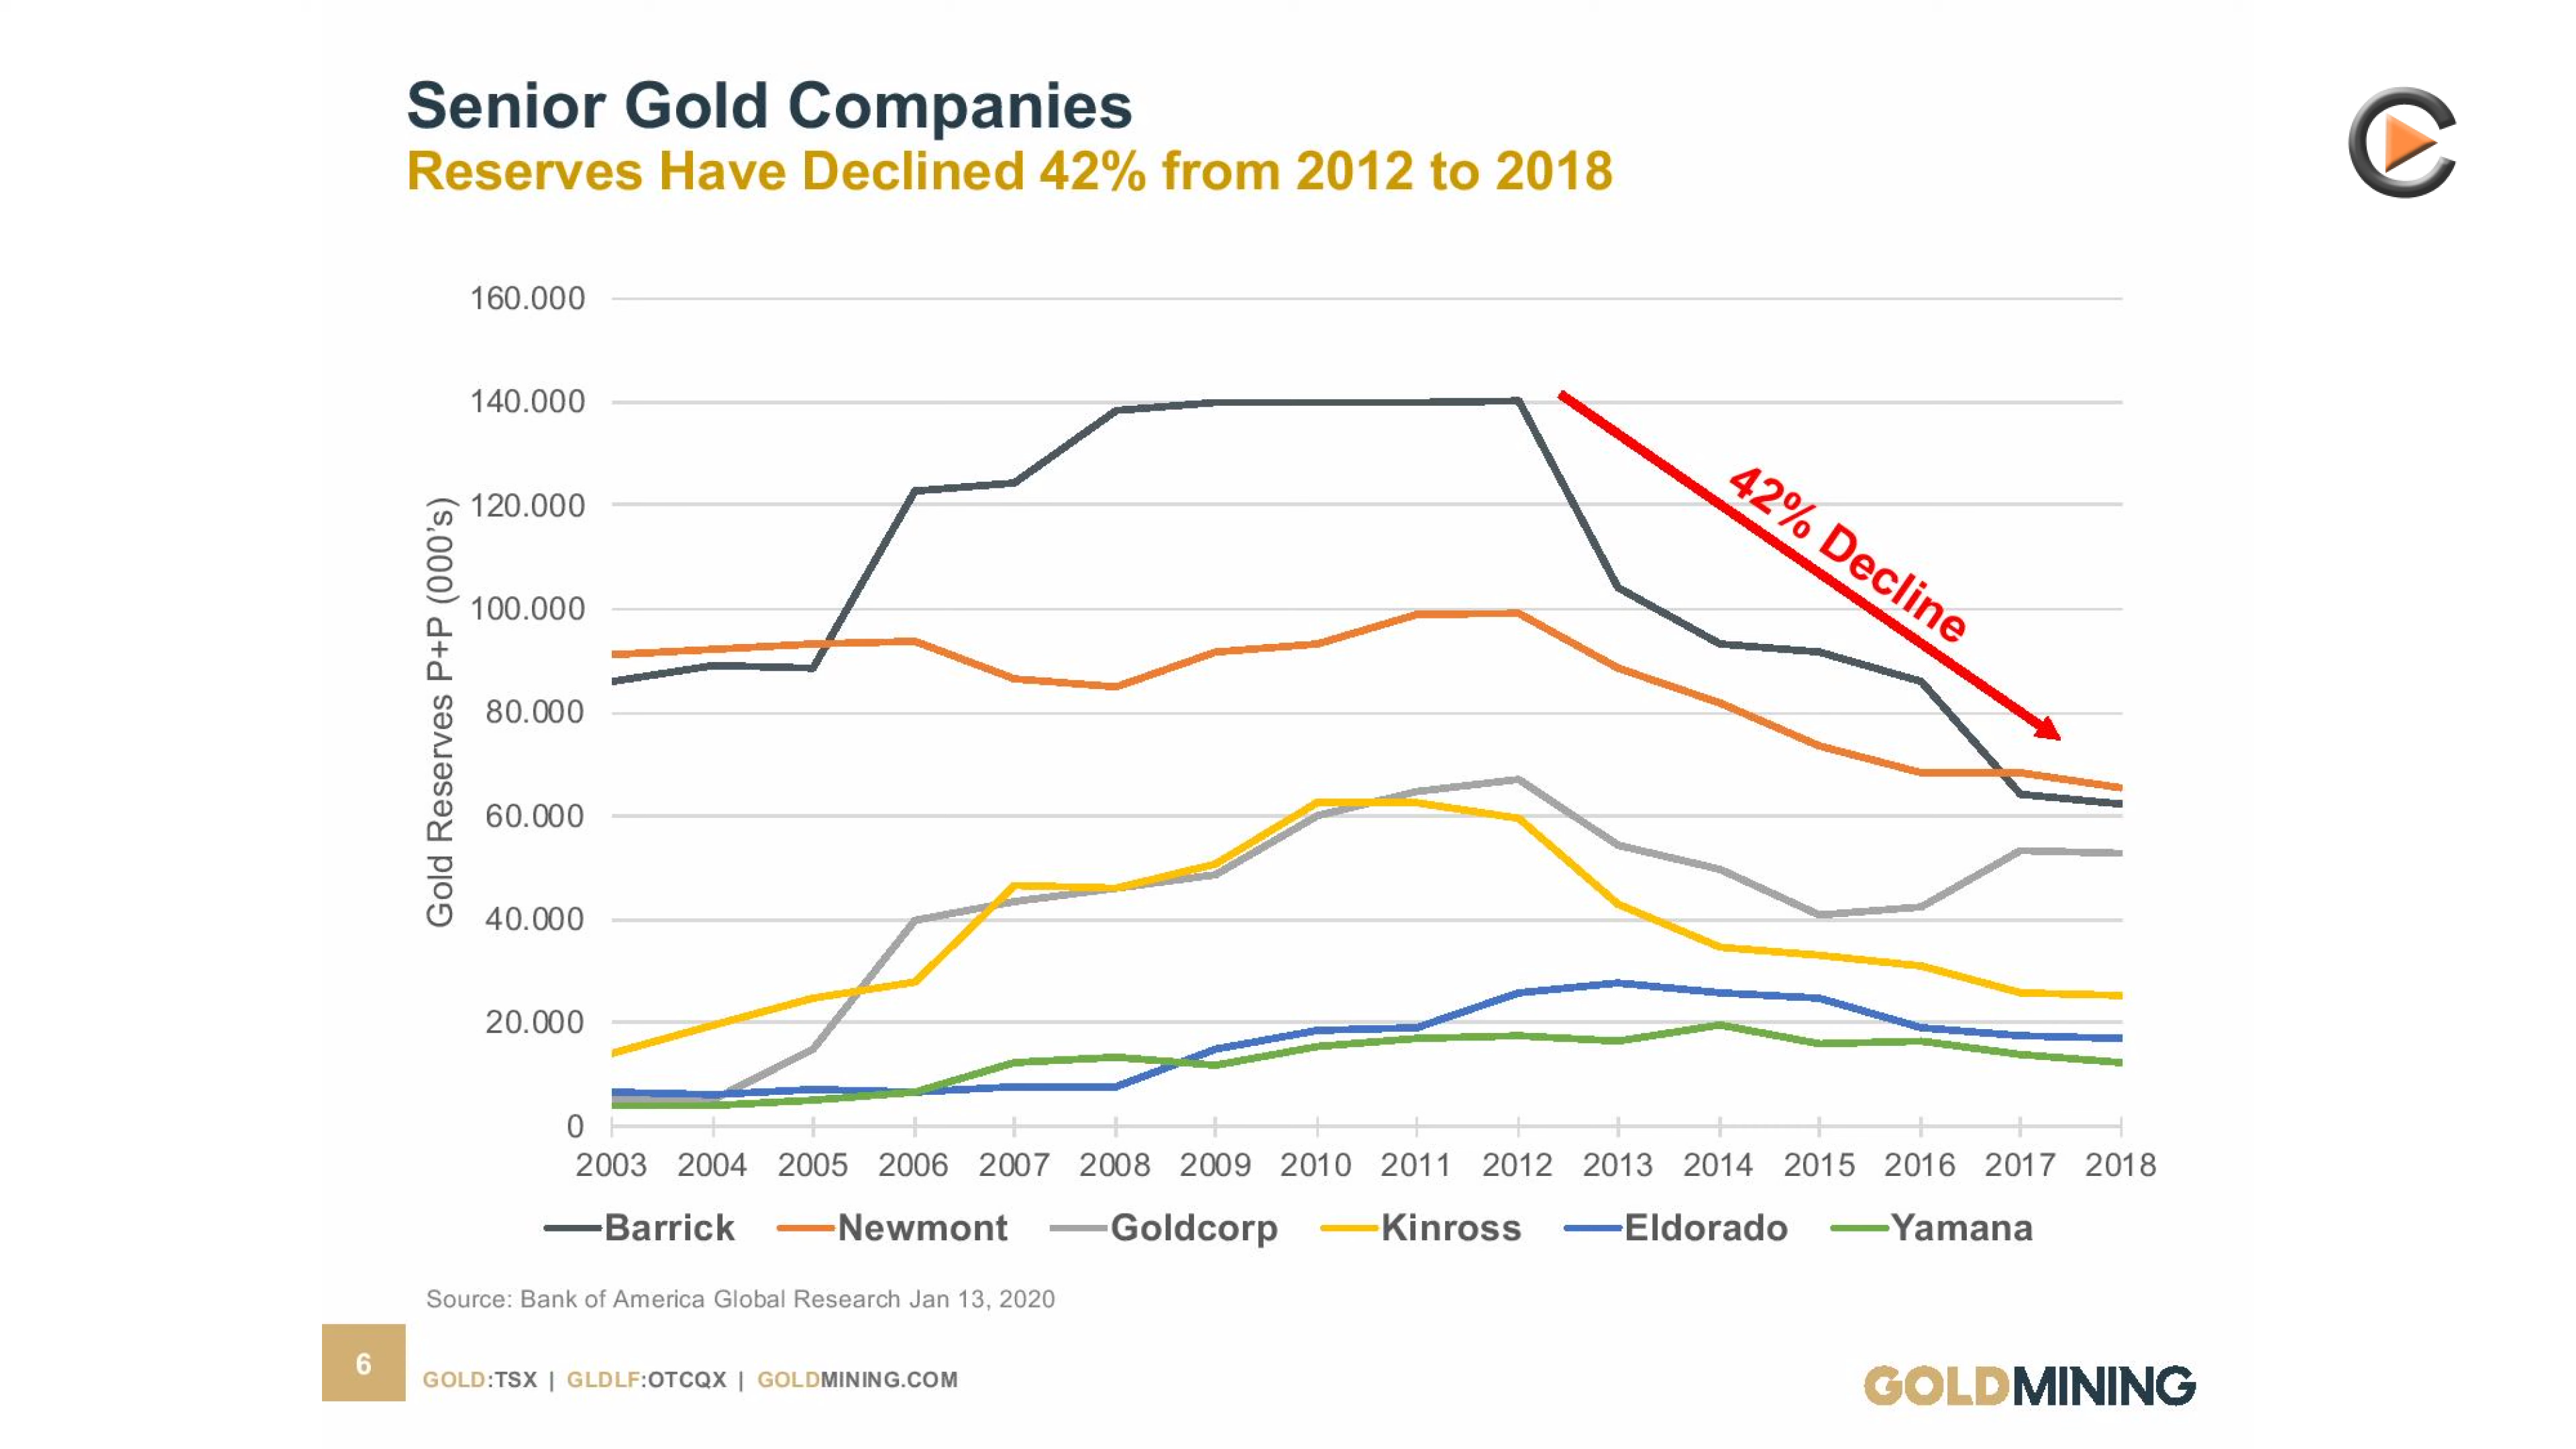 Senior Gold Companies
Reserves Have Declined 42% from 2012 to 2018
Gold Reserves P+P (000's)
160.000
140.000
120.000
100.000
80.000
60.000
40.000
20.000
0
42% Decline
2003 2004 2005 2006 2007 2008 2009 2010 2011 2012 2013 2014 2015 2016 2017 2018
Barrick Newmont Goldcorp Kinross Eldorado Yamana
Source: Bank of America Global Research Jan 13, 2020
6
GOLD:TSX | GLDLF:OTCQX | GOLDMINING.COM
GOLDMINING